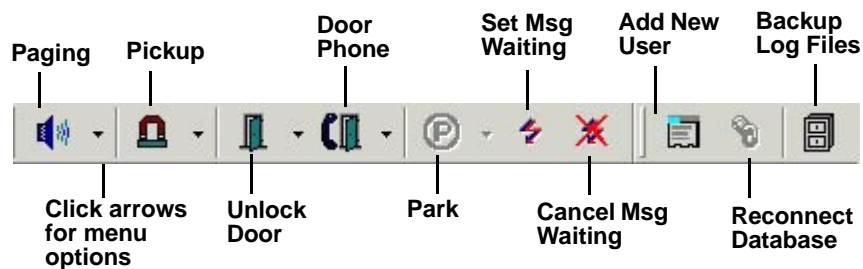 Paging
Pickup
Door
Phone
Set Msg
Waiting
Add New
User
Backup
Log Files
P
Click arrows
for menu
options
Unlock
Door
Park
Cancel Msg
Waiting
Reconnect
Database